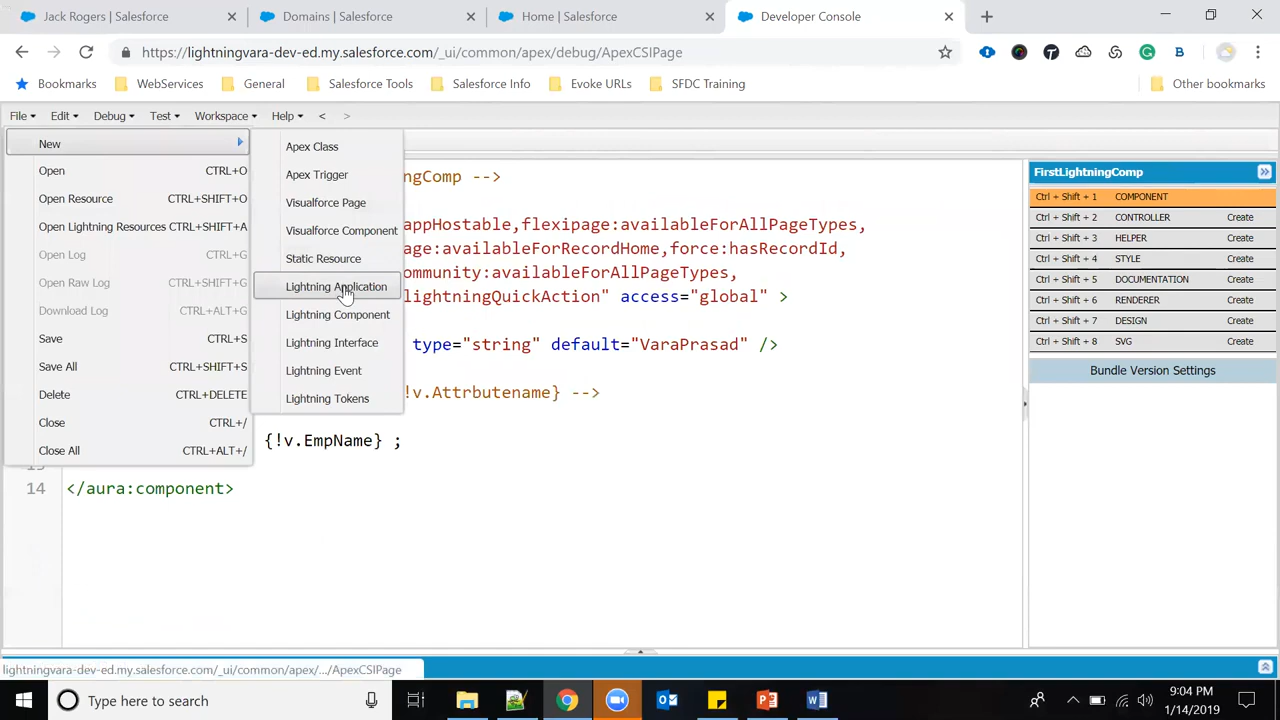 Jack Rogers | Salesforce
Domains | Salesforce
Home | Salesforce
Developer Console
https://lightningvara-dev-ed.my.salesforce.com/_ui/common/apex/debug/ApexCSIPage
Bookmarks
WebServices
General
Salesforce Tools
Salesforce Info
Evoke URLs
SFDC Training
Other bookmarks
File Edit Debug Test Workspace Help < >
New
Open CTRL+O
Open Resource CTRL+SHIFT+O
Open Lightning Resources CTRL+SHIFT+A
Open Log CTRL+G
Open Raw Log CTRL+SHIFT+G
Download Log CTRL+ALT+G
Save CTRL+S
Save All CTRL+SHIFT+S
Delete CTRL+DELETE
Close CTRL+/
Close All CTRL+ALT+/
Apex Class
Apex Trigger
Visualforce Page
Visualforce Component
Static Resource
Lightning Application
Lightning Component
Lightning Interface
Lightning Event
Lightning Tokens
ningComp -->
appHostable,flexipage:availableForAllPageTypes,
age:availableForRecordHome,force:hasRecordId,
ommunity:availableForAllPageTypes,
lightningQuickAction" access="global" >
type="string" default="VaraPrasad" />
!v.Attrbutename} -->
{!v.EmpName} ;
14 </aura:component>
FirstLightningComp
Ctrl + Shift + 1 COMPONENT
Ctrl + Shift + 2 CONTROLLER Create
Ctrl + Shift + 3 HELPER Create
Ctrl + Shift + 4 STYLE Create
Ctrl + Shift + 5 DOCUMENTATION Create
Ctrl + Shift + 6 RENDERER Create
Ctrl + Shift + 7 DESIGN Create
Ctrl + Shift + 8 SVG Create
Bundle Version Settings
lightningvara-dev-ed.my.salesforce.com/_ui/common/apex/.../ApexCSIPage
Type here to search
9:04 PM
1/14/2019